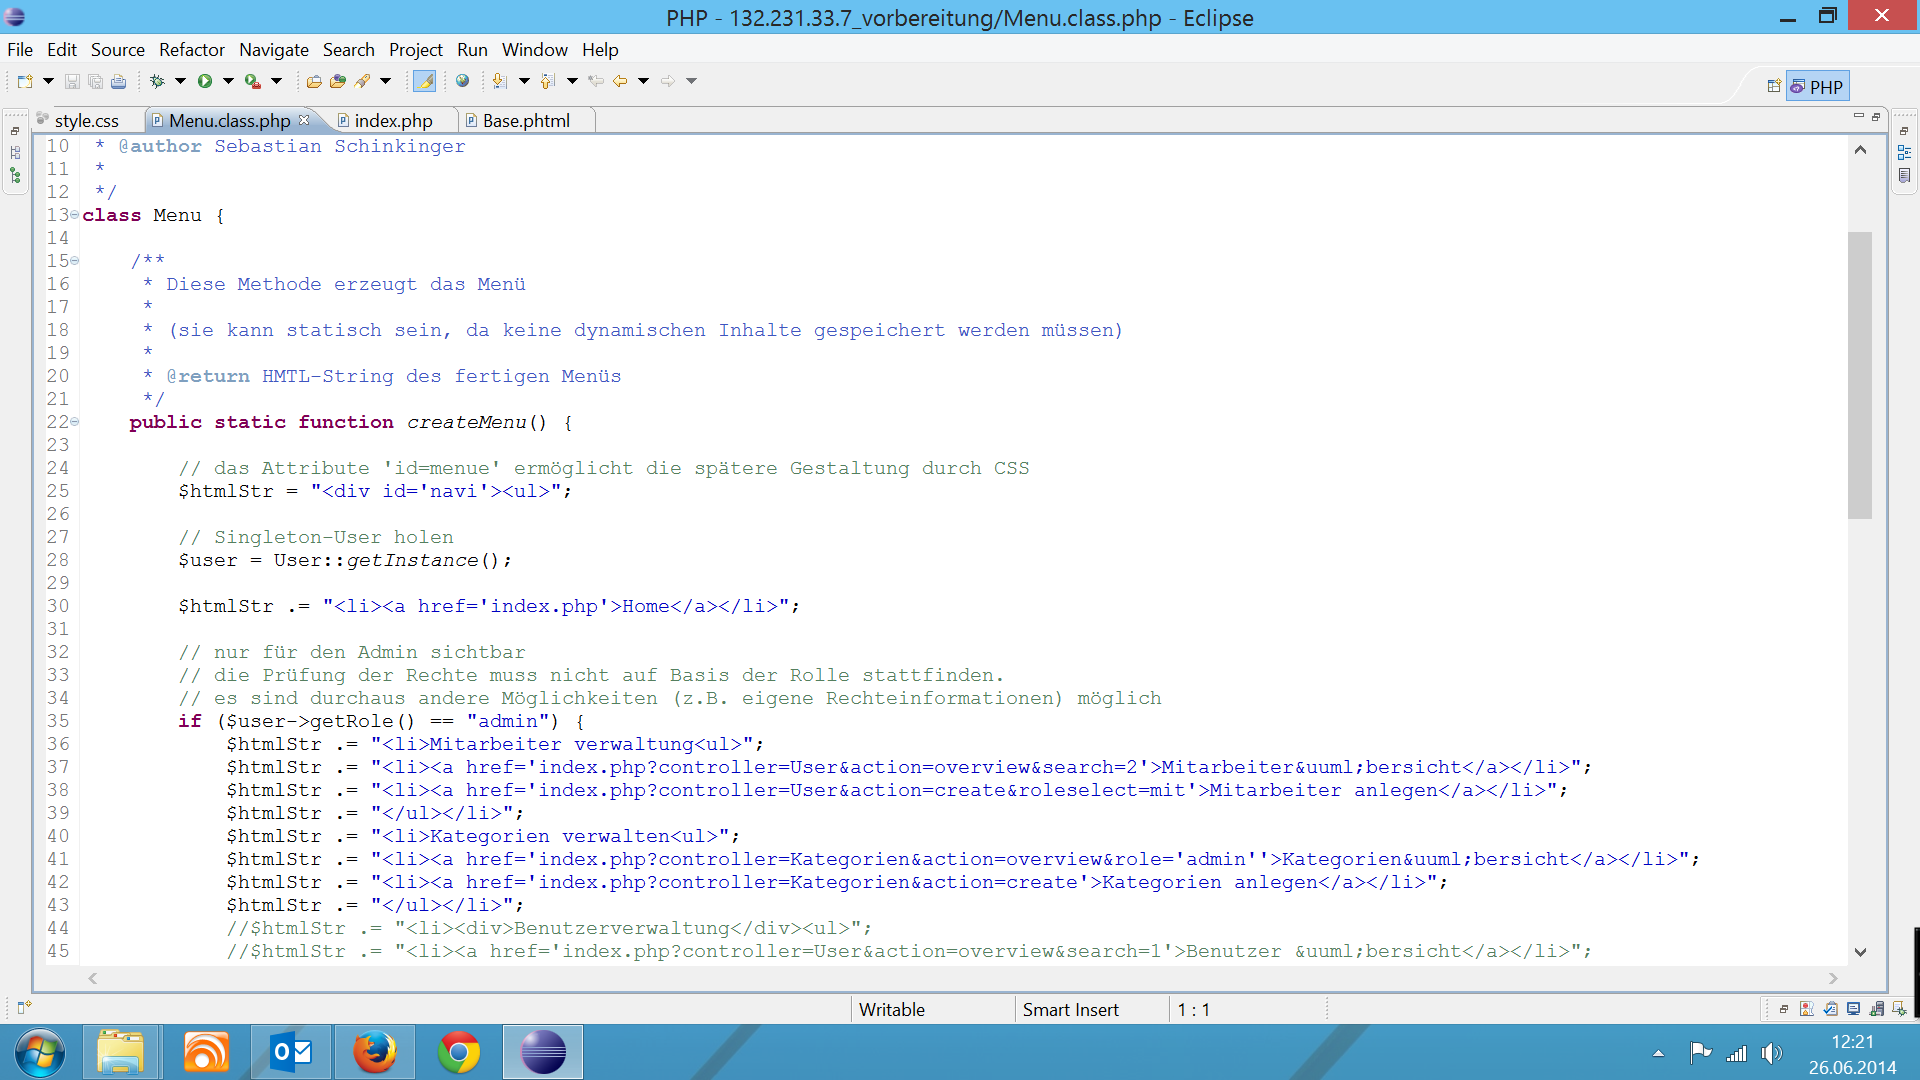 PHP - 132.231.33.7_vorbereitung/Menu.class.php - Eclipse
File Edit Source Refactor Navigate Search Project Run Window Help
PHP
style.css Menu.class.php index.php Base.phtml
10  * @author Sebastian Schinkinger
11  *
12  */
13 class Menu {
14
15     /**
16      * Diese Methode erzeugt das Menü
17      *
18      * (sie kann statisch sein, da keine dynamischen Inhalte gespeichert werden müssen)
19      *
20      * @return HMTL-String des fertigen Menüs
21      */
22     public static function createMenu() {
23
24         // das Attribute 'id=menue' ermöglicht die spätere Gestaltung durch CSS
25         $htmlStr = "<div id='navi'><ul>";
26
27         // Singleton-User holen
28         $user = User::getInstance();
29
30         $htmlStr .= "<li><a href='index.php'>Home</a></li>";
31
32         // nur für den Admin sichtbar
33         // die Prüfung der Rechte muss nicht auf Basis der Rolle stattfinden.
34         // es sind durchaus andere Möglichkeiten (z.B. eigene Rechteinformationen) möglich
35         if ($user->getRole() == "admin") {
36             $htmlStr .= "<li>Mitarbeiter verwaltung<ul>";
37             $htmlStr .= "<li><a href='index.php?controller=User&action=overview&search=2'>Mitarbeiter&uuml;bersicht</a></li>";
38             $htmlStr .= "<li><a href='index.php?controller=User&action=create&roleselect=mit'>Mitarbeiter anlegen</a></li>";
39             $htmlStr .= "</ul></li>";
40             $htmlStr .= "<li>Kategorien verwalten<ul>";
41             $htmlStr .= "<li><a href='index.php?controller=Kategorien&action=overview&role='admin''>Kategorien&uuml;bersicht</a></li>";
42             $htmlStr .= "<li><a href='index.php?controller=Kategorien&action=create'>Kategorien anlegen</a></li>";
43             $htmlStr .= "</ul></li>";
44             //$htmlStr .= "<li><div>Benutzerverwaltung</div><ul>";
45             //$htmlStr .= "<li><a href='index.php?controller=User&action=overview&search=1'>Benutzer &uuml;bersicht</a></li>";
Writable Smart Insert 1 : 1
12:21
26.06.2014